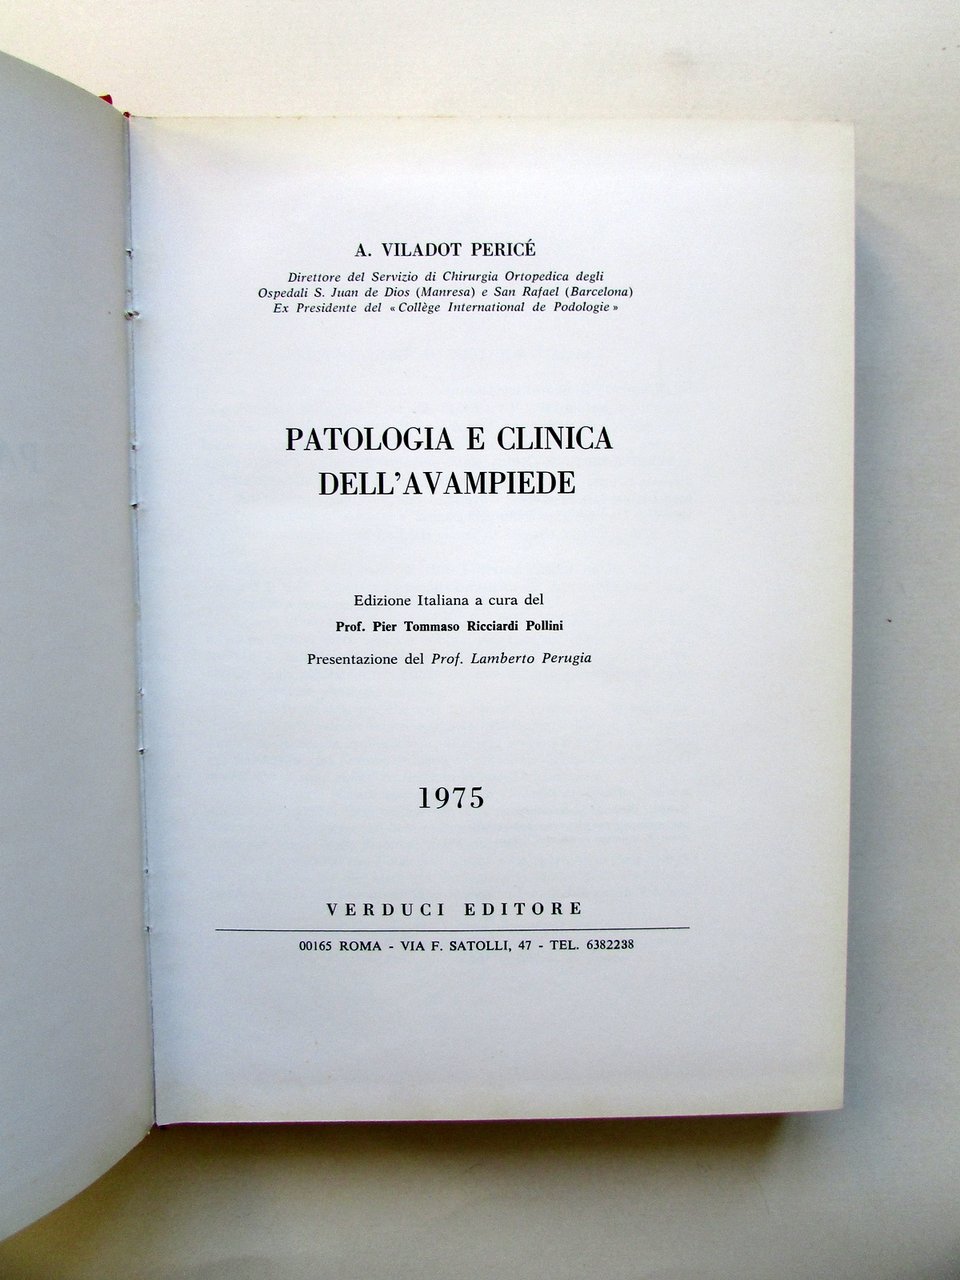 A. VILADOT PERICÉ
Direttore del Servizio di Chirurgia Ortopedica degli
Ospedali S. Juan de Dios (Manresa) e San Rafael (Barcelona)
Ex Presidente del « Collège International de Podologie »
PATOLOGIA E CLINICA
DELL'AVAMPIEDE
Edizione Italiana a cura del
Prof. Pier Tommaso Ricciardi Pollini
Presentazione del Prof. Lamberto Perugia
1975
VERDUCI EDITORE
00165 ROMA - VIA F. SATOLLI, 47 - TEL. 6382238